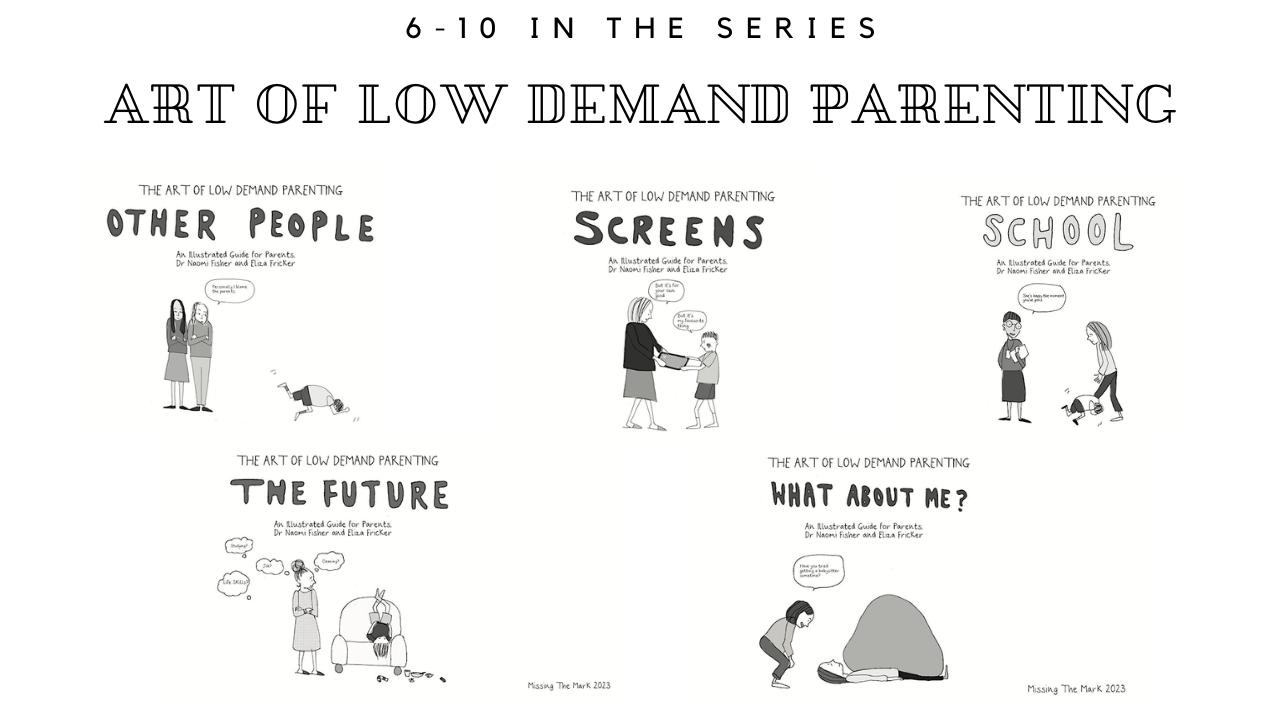 6-10 IN THE SERIES
ART OF LOW DEMAND PARENTING
THE ART OF LOW DEMAND PARENTING
OTHER PEOPLE
An Illustrated Guide for Parents.
Dr Naomi Fisher and Eliza Fricker
Personally I blame
the parents
THE ART OF LOW DEMAND PARENTING
SCREENS
An Illustrated Guide for Parents.
Dr Naomi Fisher and Eliza Fricker
But it's for
your own
good
But it's
my favourite
thing
THE ART OF LOW DEMAND PARENTING
SCHOOL
An Illustrated Guide for Parents.
Dr Naomi Fisher and Eliza Fricker
She's happy the moment
you're gone
THE ART OF LOW DEMAND PARENTING
THE FUTURE
An Illustrated Guide for Parents.
Dr Naomi Fisher and Eliza Fricker
Studying?
Job?
Cleaning?
Life Skills?
Missing The Mark 2023
THE ART OF LOW DEMAND PARENTING
WHAT ABOUT ME?
An Illustrated Guide for Parents.
Dr Naomi Fisher and Eliza Fricker
Have you tried
getting a babysitter
sometime?
Missing The Mark 2023